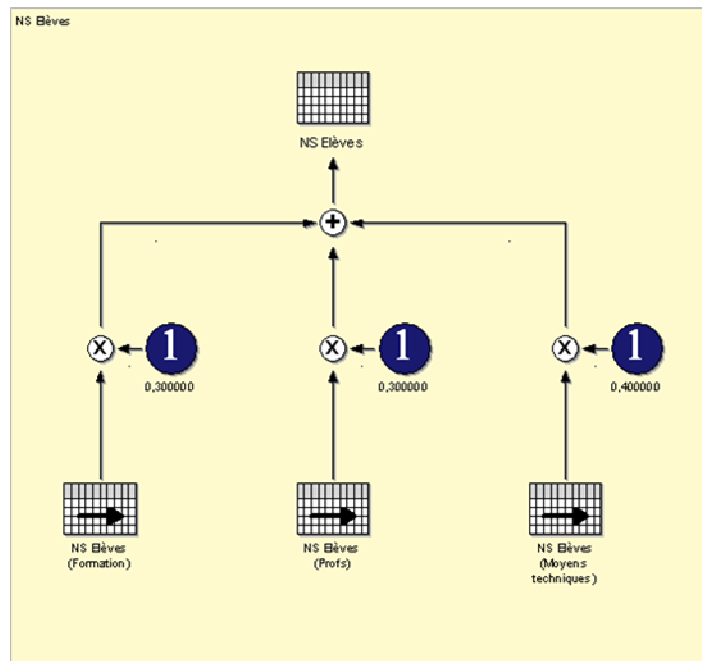 NS Elèves
NS Elèves
+
X
1
X
1
X
1
0,300000
0,300000
0,400000
NS Elèves
(Formation)
NS Elèves
(Profs)
NS Elèves
(Moyens
techniques)